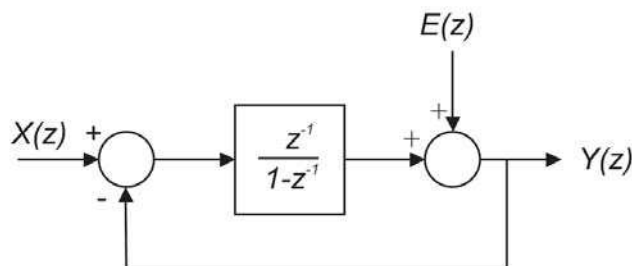 E(z)
+
X(z)
+
z⁻¹
1-z⁻¹
+
Y(z)
-